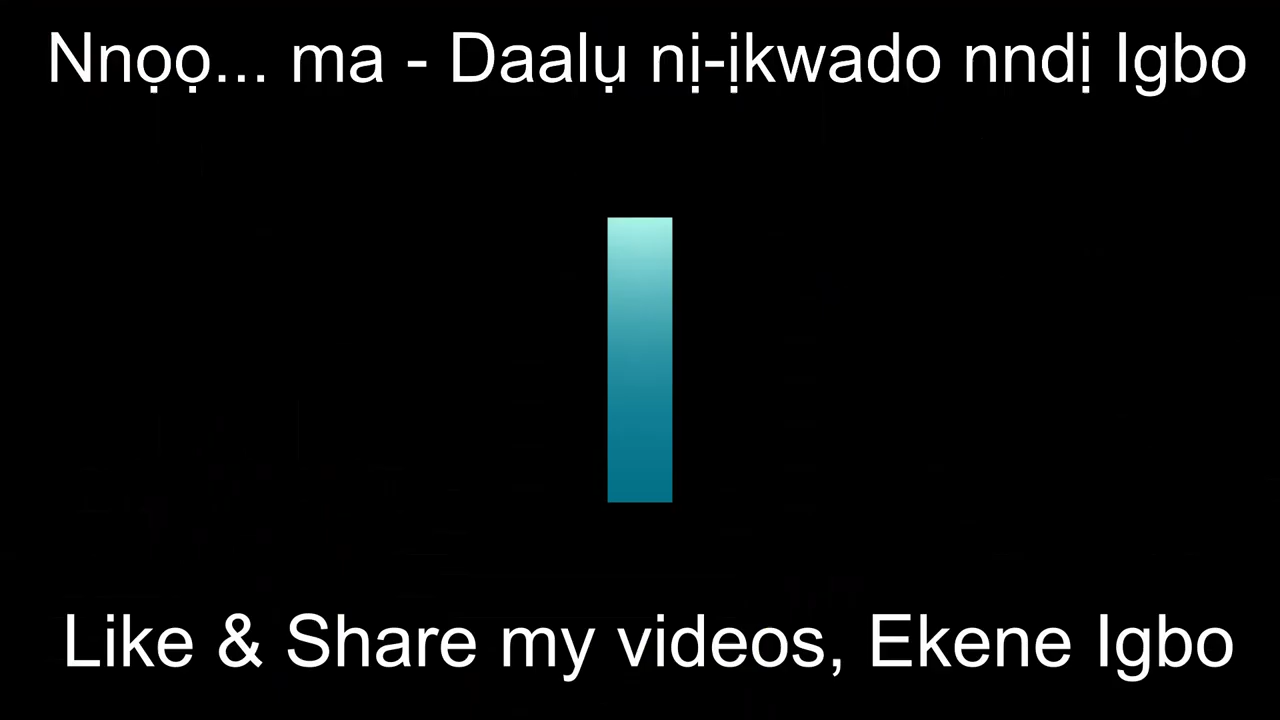 Nnọọ... ma - Daalụ nị-ịkwado nndị Igbo
I
Like & Share my videos, Ekene Igbo